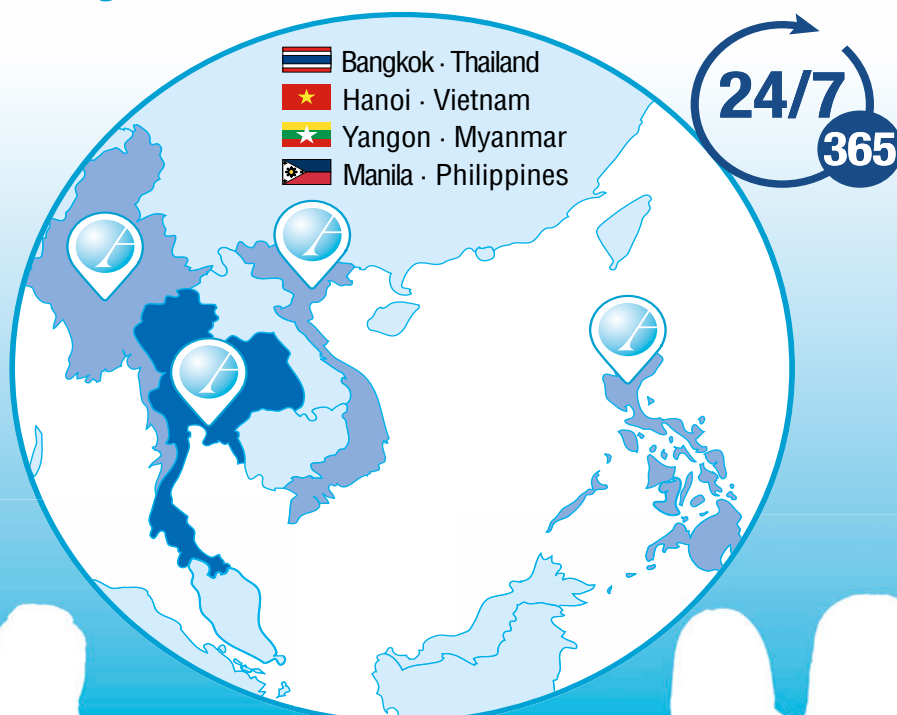 Bangkok · Thailand
Hanoi · Vietnam
Yangon · Myanmar
Manila · Philippines
24/7
365